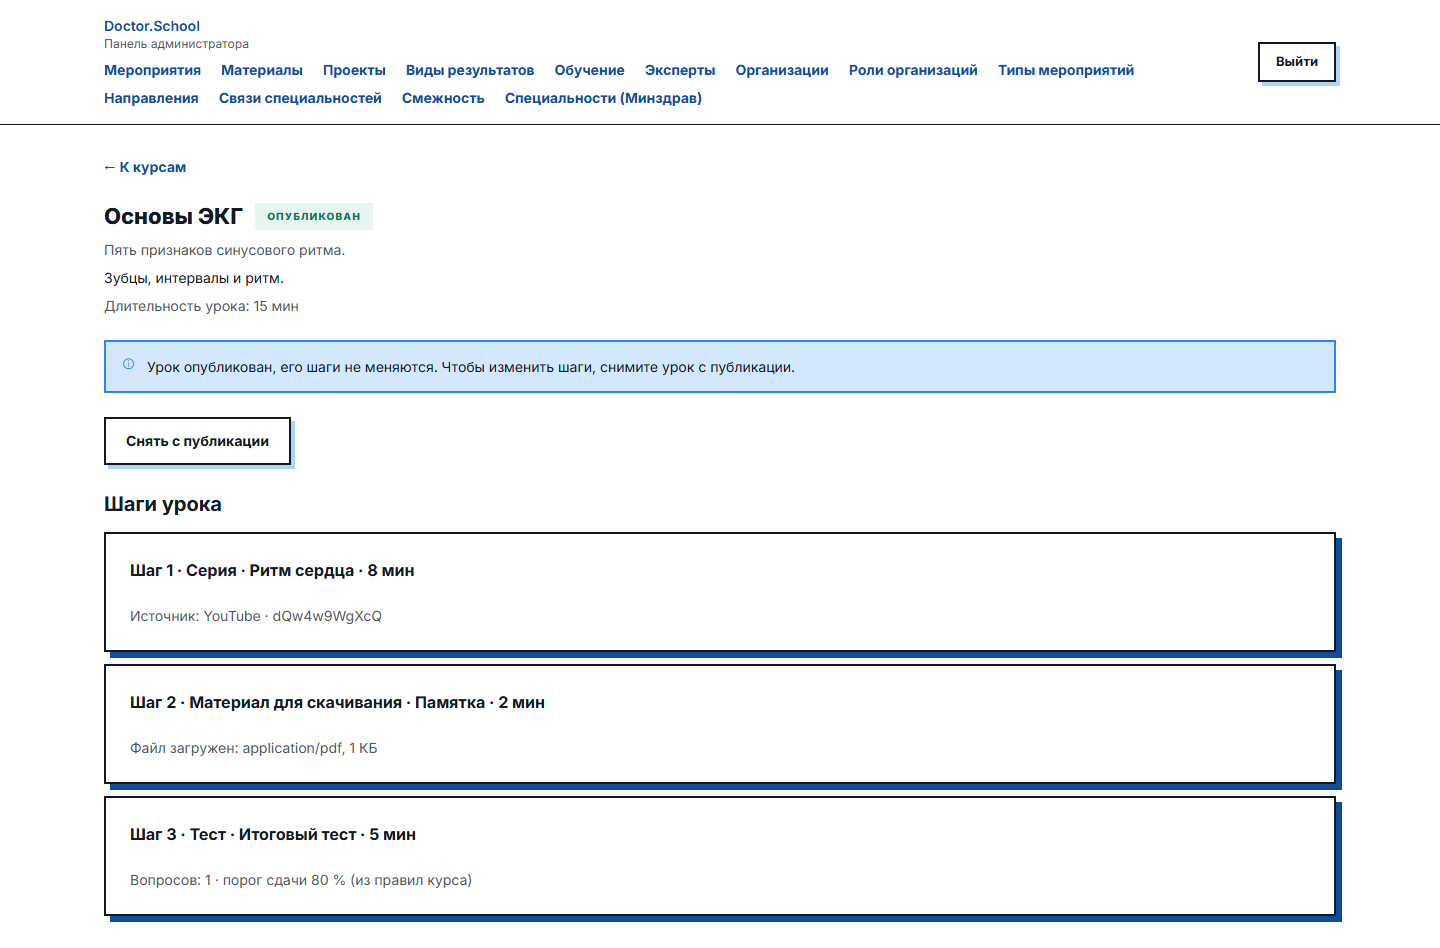 Doctor.School
Панель администратора
Мероприятия Материалы Проекты Виды результатов Обучение Эксперты Организации Роли организаций Типы мероприятий
Направления Связи специальностей Смежность Специальности (Минздрав)
Выйти
← К курсам
Основы ЭКГ ОПУБЛИКОВАН
Пять признаков синусового ритма.
Зубцы, интервалы и ритм.
Длительность урока: 15 мин
Урок опубликован, его шаги не меняются. Чтобы изменить шаги, снимите урок с публикации.
Снять с публикации
Шаги урока
Шаг 1 · Серия · Ритм сердца · 8 мин
Источник: YouTube · dQw4w9WgXcQ
Шаг 2 · Материал для скачивания · Памятка · 2 мин
Файл загружен: application/pdf, 1 КБ
Шаг 3 · Тест · Итоговый тест · 5 мин
Вопросов: 1 · порог сдачи 80 % (из правил курса)